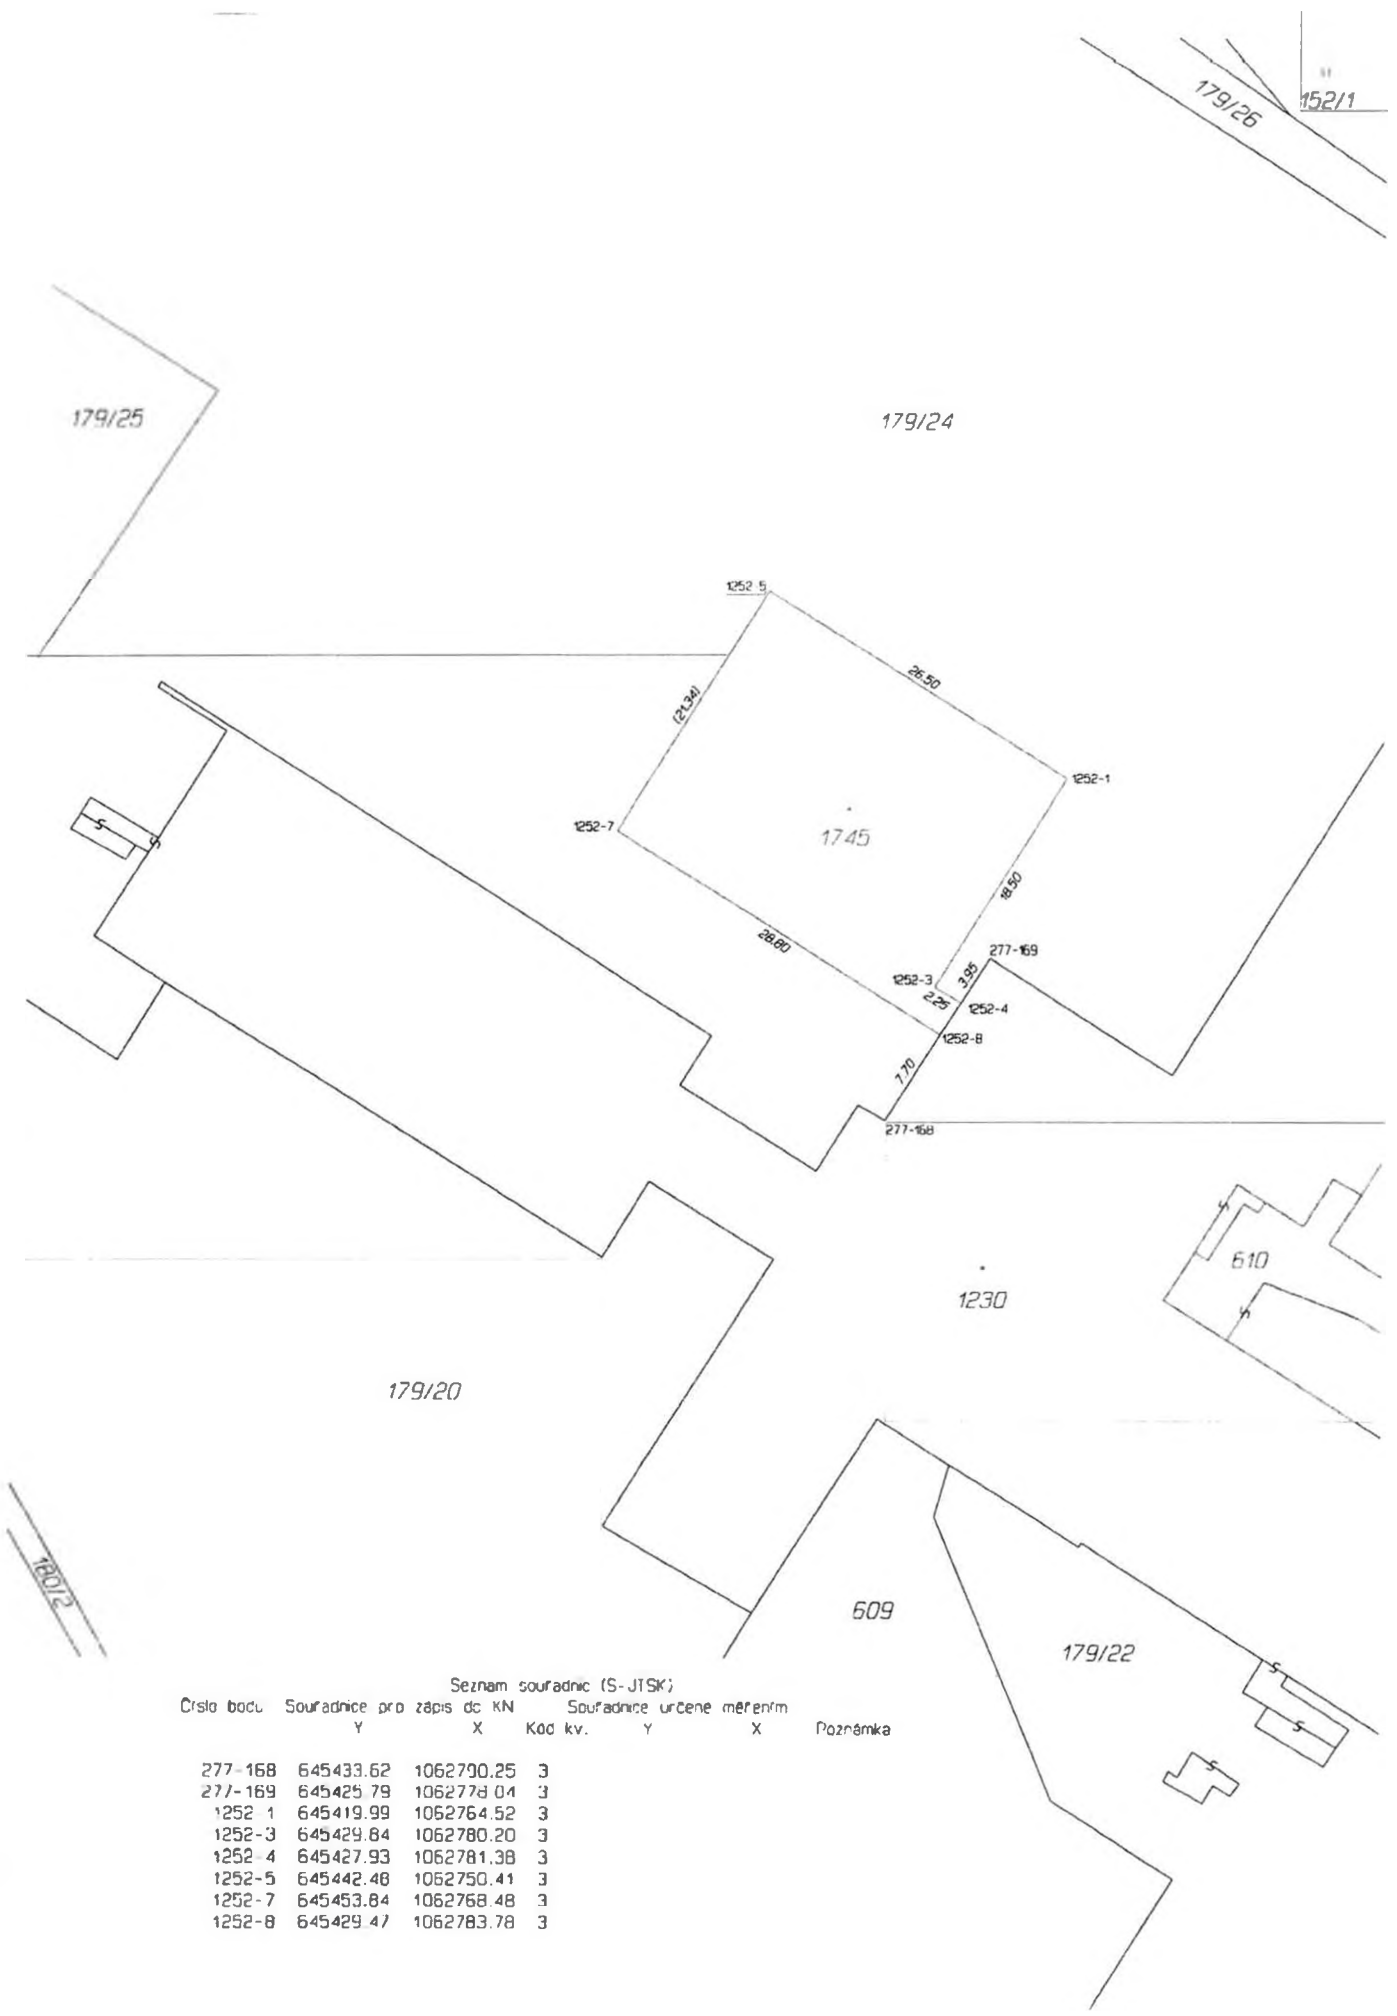 179/26
152/1
179/25
179/24
1252-5
26.50
(21.34)
1252-1
1252-7
1745
18.50
28.80
277-169
1252-3
3.95
2.25
1252-4
1252-8
7.70
277-168
610
1230
179/20
180/2
609
179/22
Seznam souřadnic (S-JTSK)
Číslo bodu Souřadnice pro zápis do KN Souřadnice určené měřením
Y X Kód kv. Y X Poznámka
277-168 645433.62 1062790.25 3
277-169 645425.79 1062778.04 3
1252-1 645419.99 1062764.52 3
1252-3 645429.84 1062780.20 3
1252-4 645427.93 1062781.38 3
1252-5 645442.48 1062750.41 3
1252-7 645453.84 1062768.48 3
1252-8 645429.47 1062783.78 3